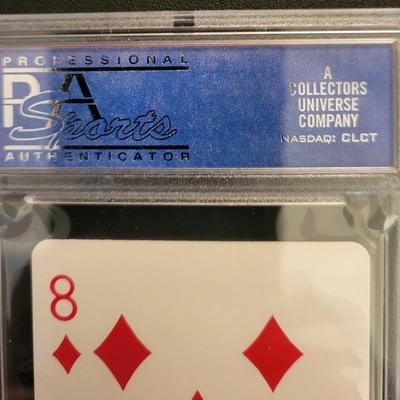 PROFESSIONAL
PSA
Sports
AUTHENTICATOR
A
COLLECTORS
UNIVERSE
COMPANY
NASDAQ: CLCT
8